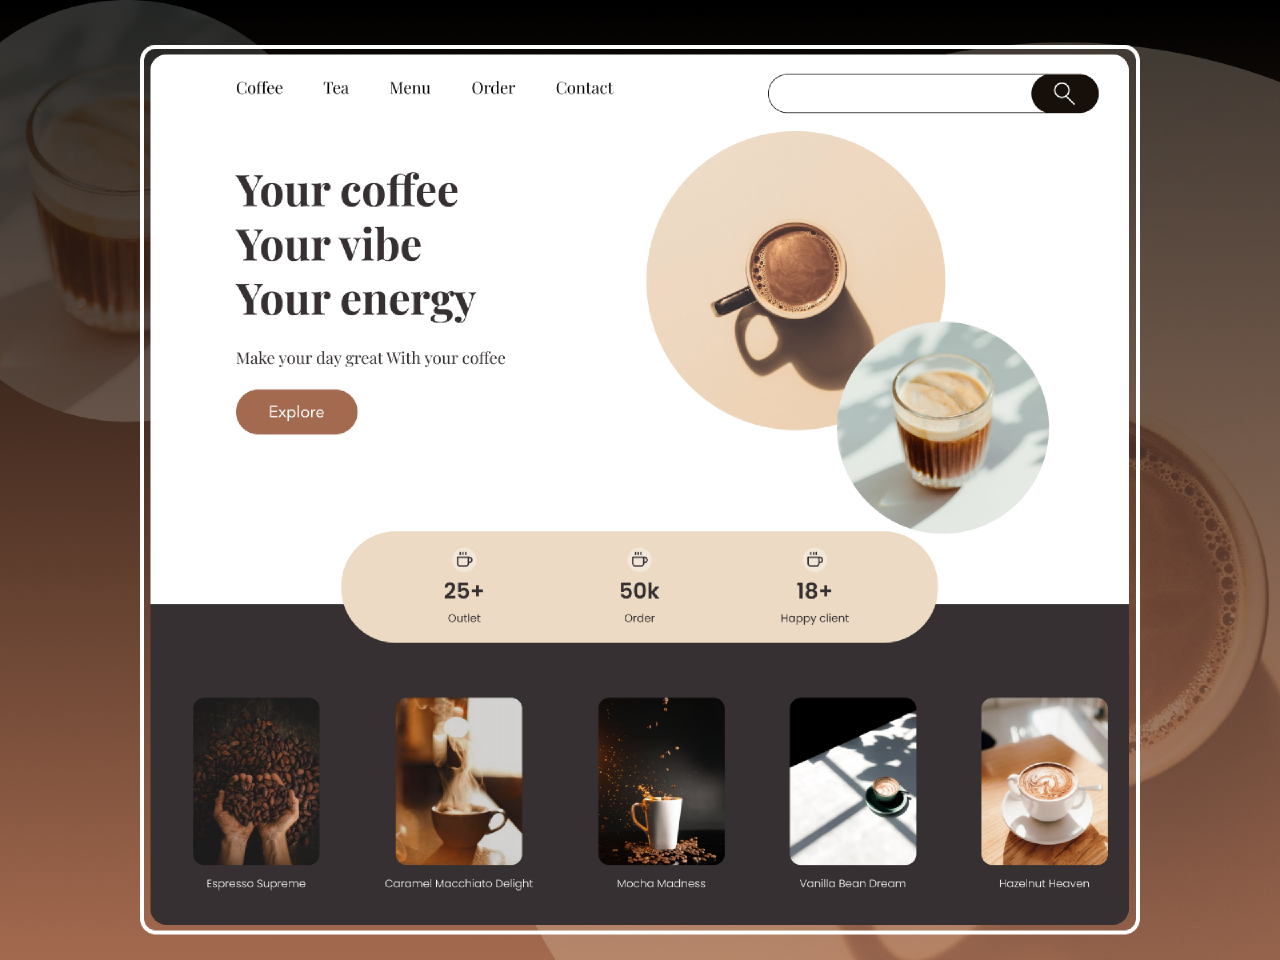 Coffee Tea Menu Order Contact
Your coffee
Your vibe
Your energy
Make your day great With your coffee
Explore
25+ 50k 18+
Outlet Order Happy client
Espresso Supreme Caramel Macchiato Delight Mocha Madness Vanilla Bean Dream Hazelnut Heaven